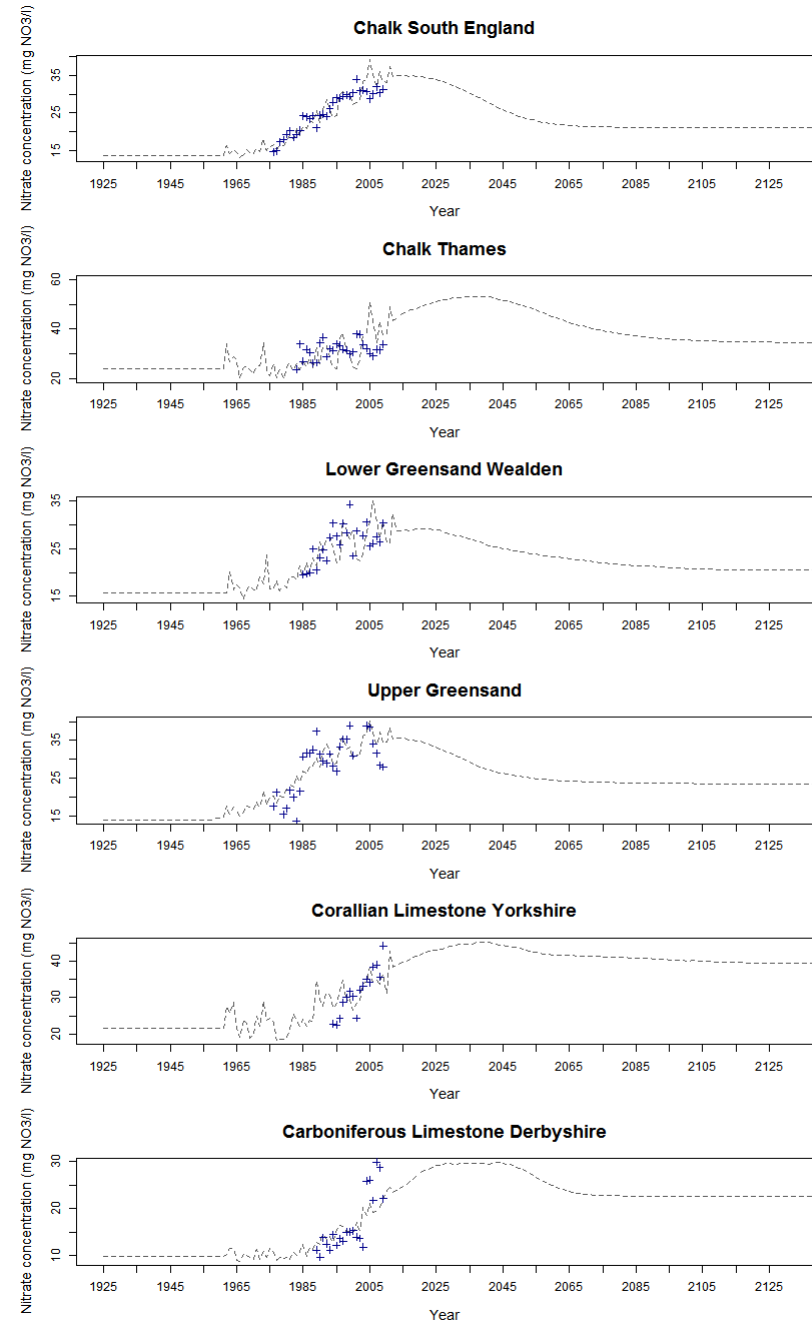 Chalk South England
Nitrate concentration (mg NO3/l)
35
25
15
1925 1945 1965 1985 2005 2025 2045 2065 2085 2105 2125
Year
Chalk Thames
Nitrate concentration (mg NO3/l)
60
40
20
1925 1945 1965 1985 2005 2025 2045 2065 2085 2105 2125
Year
Lower Greensand Wealden
Nitrate concentration (mg NO3/l)
35
25
15
1925 1945 1965 1985 2005 2025 2045 2065 2085 2105 2125
Year
Upper Greensand
Nitrate concentration (mg NO3/l)
35
25
15
1925 1945 1965 1985 2005 2025 2045 2065 2085 2105 2125
Year
Corallian Limestone Yorkshire
Nitrate concentration (mg NO3/l)
40
30
20
1925 1945 1965 1985 2005 2025 2045 2065 2085 2105 2125
Year
Carboniferous Limestone Derbyshire
Nitrate concentration (mg NO3/l)
30
20
10
1925 1945 1965 1985 2005 2025 2045 2065 2085 2105 2125
Year